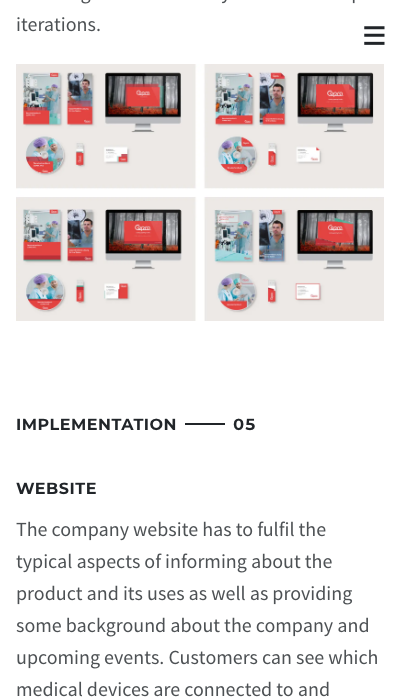 iterations.
IMPLEMENTATION 05
WEBSITE
The company website has to fulfil the
typical aspects of informing about the
product and its uses as well as providing
some background about the company and
upcoming events. Customers can see which
medical devices are connected to and